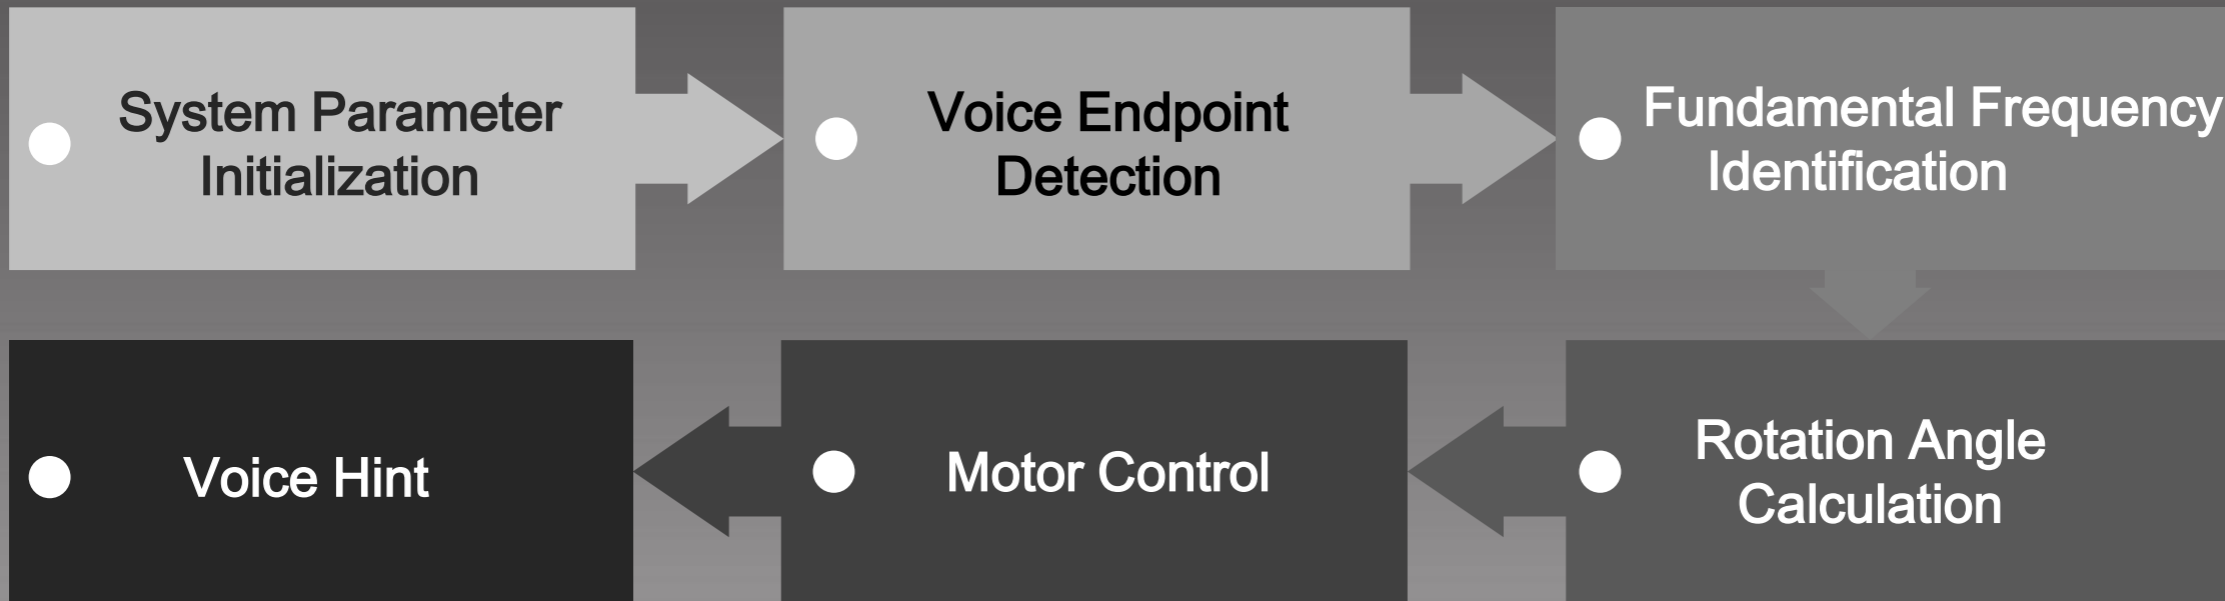 System Parameter
Initialization
Voice Endpoint
Detection
Fundamental Frequency
Identification
Rotation Angle
Calculation
Motor Control
Voice Hint